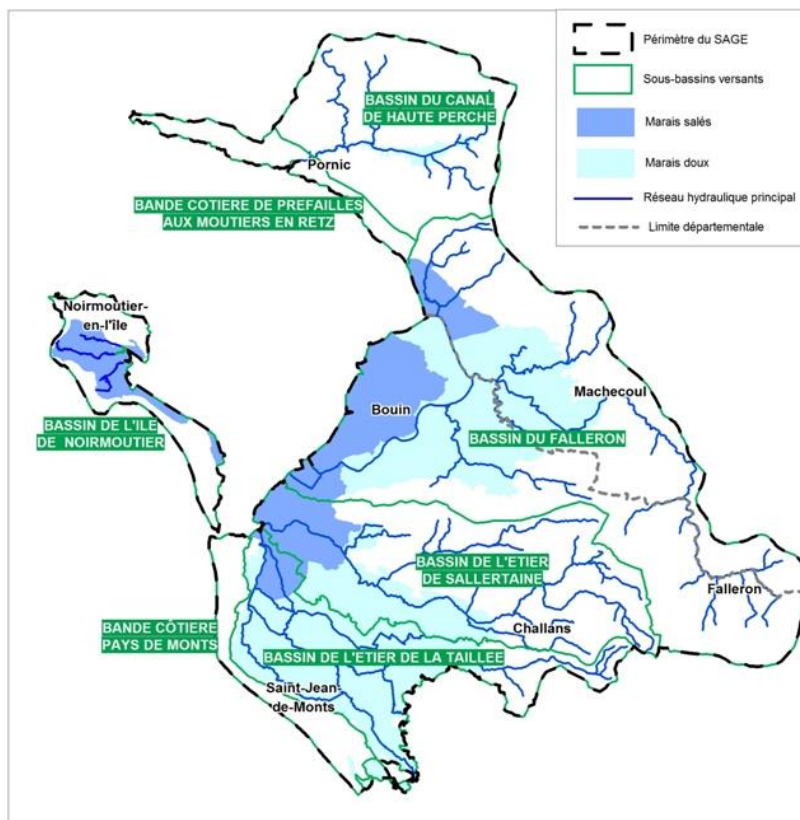 Périmètre du SAGE
Sous-bassins versants
Marais salés
Marais doux
Réseau hydraulique principal
Limite départementale
BASSIN DU CANAL
DE HAUTE PERCHE
Pornic
BANDE COTIERE DE PREFAILLES
AUX MOUTIERS EN RETZ
Noirmoutier-
en-l'île
BASSIN DE L'ILE
DE NOIRMOUTIER
Machecoul
Bouin
BASSIN DU FALLERON
BASSIN DE L'ETIER
DE SALLERTAINE
Falleron
Challans
BANDE CÔTIERE
PAYS DE MONTS
BASSIN DE L'ETIER DE LA TAILLEE
Saint-Jean-
de-Monts